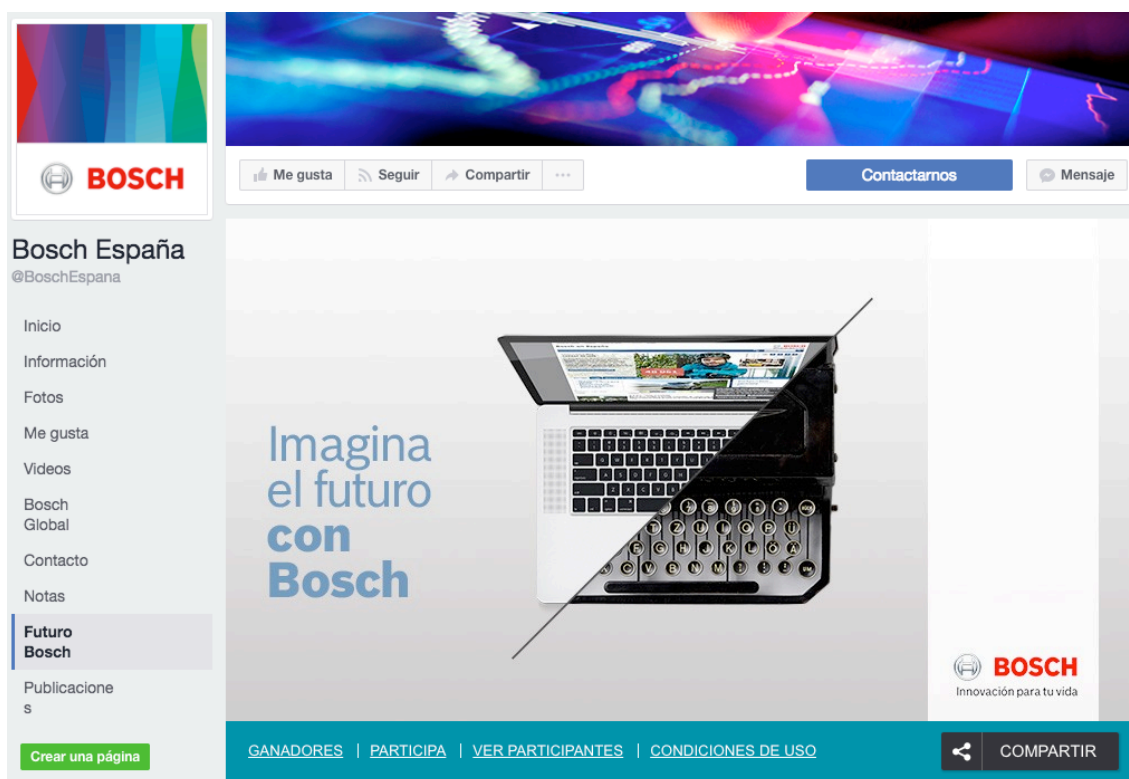 BOSCH
Me gusta
Seguir
Compartir
Contactarnos
Mensaje
Bosch España
@BoschEspana
Inicio
Información
Fotos
Me gusta
Videos
Bosch
Global
Contacto
Notas
Futuro
Bosch
Publicacione
s
Crear una página
Imagina
el futuro
con
Bosch
BOSCH
Innovación para tu vida
GANADORES | PARTICIPA | VER PARTICIPANTES | CONDICIONES DE USO
COMPARTIR